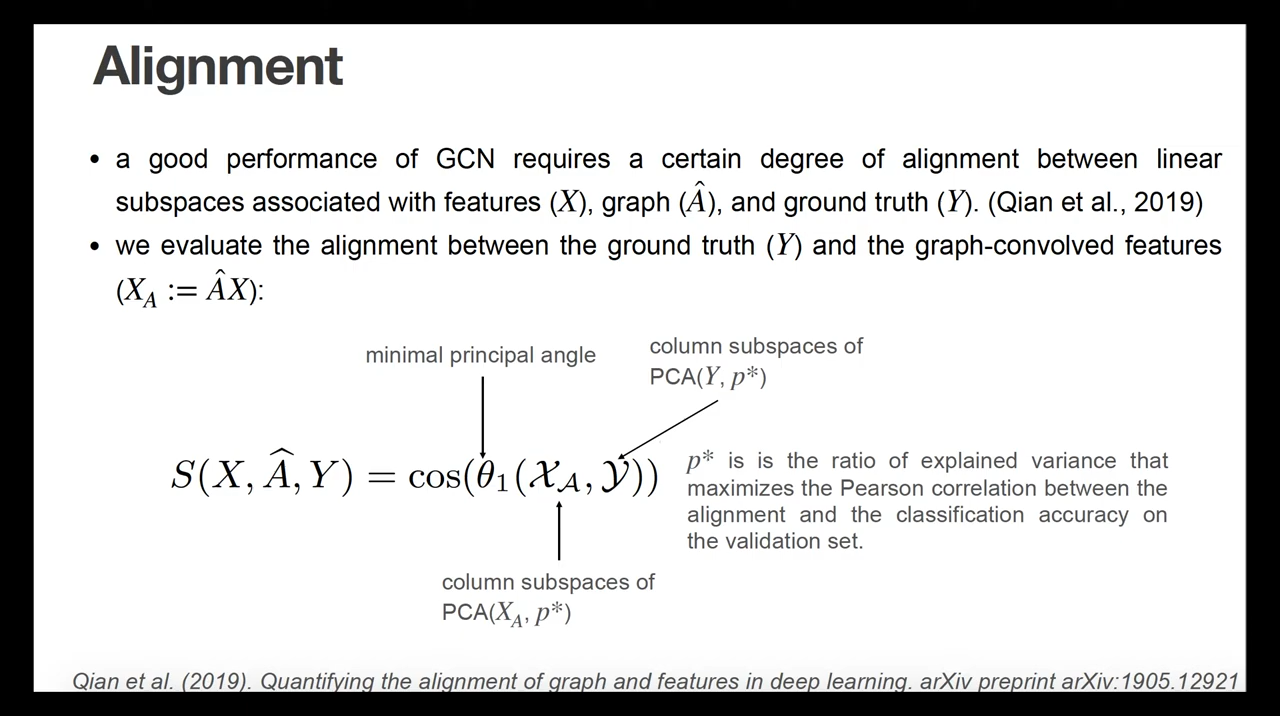 Alignment
• a good performance of GCN requires a certain degree of alignment between linear
subspaces associated with features (X), graph (Â), and ground truth (Y). (Qian et al., 2019)
• we evaluate the alignment between the ground truth (Y) and the graph-convolved features
(X_A := ÂX):
minimal principal angle
column subspaces of
PCA(Y, p*)
S(X, Â, Y) = cos(θ₁(𝒳_𝒜, 𝒴))
p* is is the ratio of explained variance that
maximizes the Pearson correlation between the
alignment and the classification accuracy on
the validation set.
column subspaces of
PCA(X_A, p*)
Qian et al. (2019). Quantifying the alignment of graph and features in deep learning. arXiv preprint arXiv:1905.12921